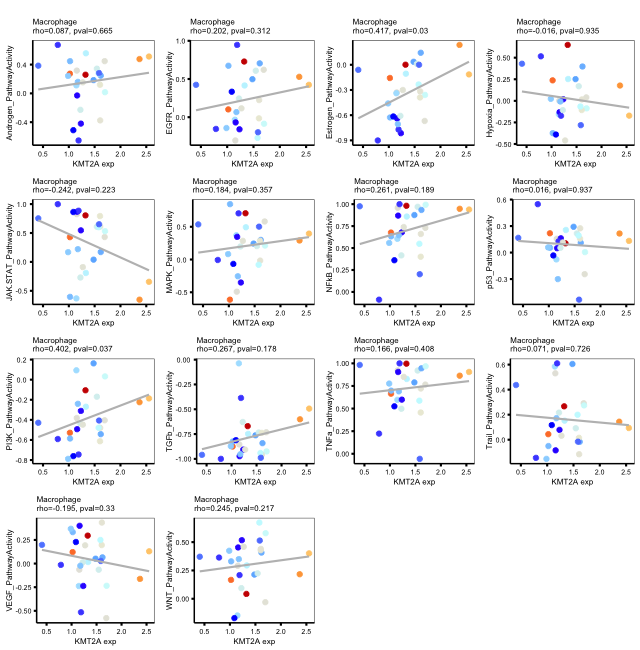 Macrophage
rho=0.087, pval=0.665
Androgen_PathwayActivity
0.4
0.0
-0.4
0.5
1.0
1.5
2.0
2.5
KMT2A exp
Macrophage
rho=0.202, pval=0.312
EGFR_PathwayActivity
1.0
0.5
0.0
0.5
1.0
1.5
2.0
2.5
KMT2A exp
Macrophage
rho=0.417, pval=0.03
Estrogen_PathwayActivity
0.3
0.0
-0.3
-0.6
-0.9
0.5
1.0
1.5
2.0
2.5
KMT2A exp
Macrophage
rho=-0.016, pval=0.935
Hypoxia_PathwayActivity
0.50
0.25
0.00
-0.25
-0.50
0.5
1.0
1.5
2.0
2.5
KMT2A exp
Macrophage
rho=-0.242, pval=0.223
JAK.STAT_PathwayActivity
1.0
0.5
0.0
-0.5
0.5
1.0
1.5
2.0
2.5
KMT2A exp
Macrophage
rho=0.184, pval=0.357
MAPK_PathwayActivity
0.5
0.0
-0.5
0.5
1.0
1.5
2.0
2.5
KMT2A exp
Macrophage
rho=0.261, pval=0.189
NFkB_PathwayActivity
1.00
0.75
0.50
0.25
0.00
0.5
1.0
1.5
2.0
2.5
KMT2A exp
Macrophage
rho=0.016, pval=0.937
p53_PathwayActivity
0.6
0.3
0.0
-0.3
0.5
1.0
1.5
2.0
2.5
KMT2A exp
Macrophage
rho=0.402, pval=0.037
PI3K_PathwayActivity
0.2
0.0
-0.2
-0.4
-0.6
-0.8
0.5
1.0
1.5
2.0
2.5
KMT2A exp
Macrophage
rho=0.267, pval=0.178
TGFb_PathwayActivity
0.00
-0.25
-0.50
-0.75
-1.00
0.5
1.0
1.5
2.0
2.5
KMT2A exp
Macrophage
rho=0.166, pval=0.408
TNFa_PathwayActivity
1.00
0.75
0.50
0.25
0.00
0.5
1.0
1.5
2.0
2.5
KMT2A exp
Macrophage
rho=0.071, pval=0.726
Trail_PathwayActivity
0.6
0.4
0.2
0.0
0.5
1.0
1.5
2.0
2.5
KMT2A exp
Macrophage
rho=-0.195, pval=0.33
VEGF_PathwayActivity
0.25
0.00
-0.25
-0.50
0.5
1.0
1.5
2.0
2.5
KMT2A exp
Macrophage
rho=0.245, pval=0.217
WNT_PathwayActivity
0.50
0.25
0.00
0.5
1.0
1.5
2.0
2.5
KMT2A exp